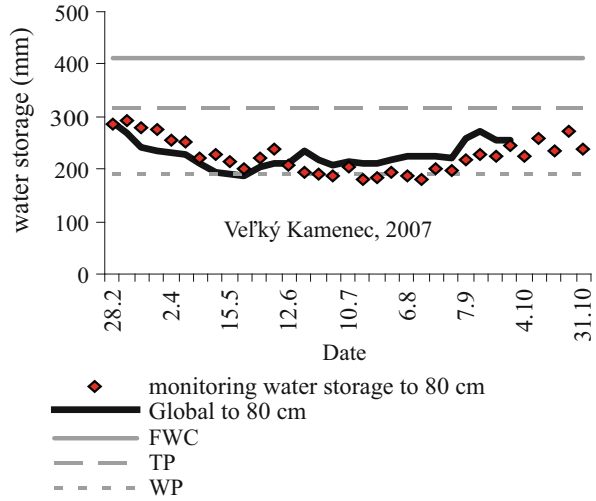 water storage (mm)
500
400
300
200
100
0
Veľký Kamenec, 2007
28.2
2.4
15.5
12.6
10.7
6.8
7.9
4.10
31.10
Date
monitoring water storage to 80 cm
Global to 80 cm
FWC
TP
WP